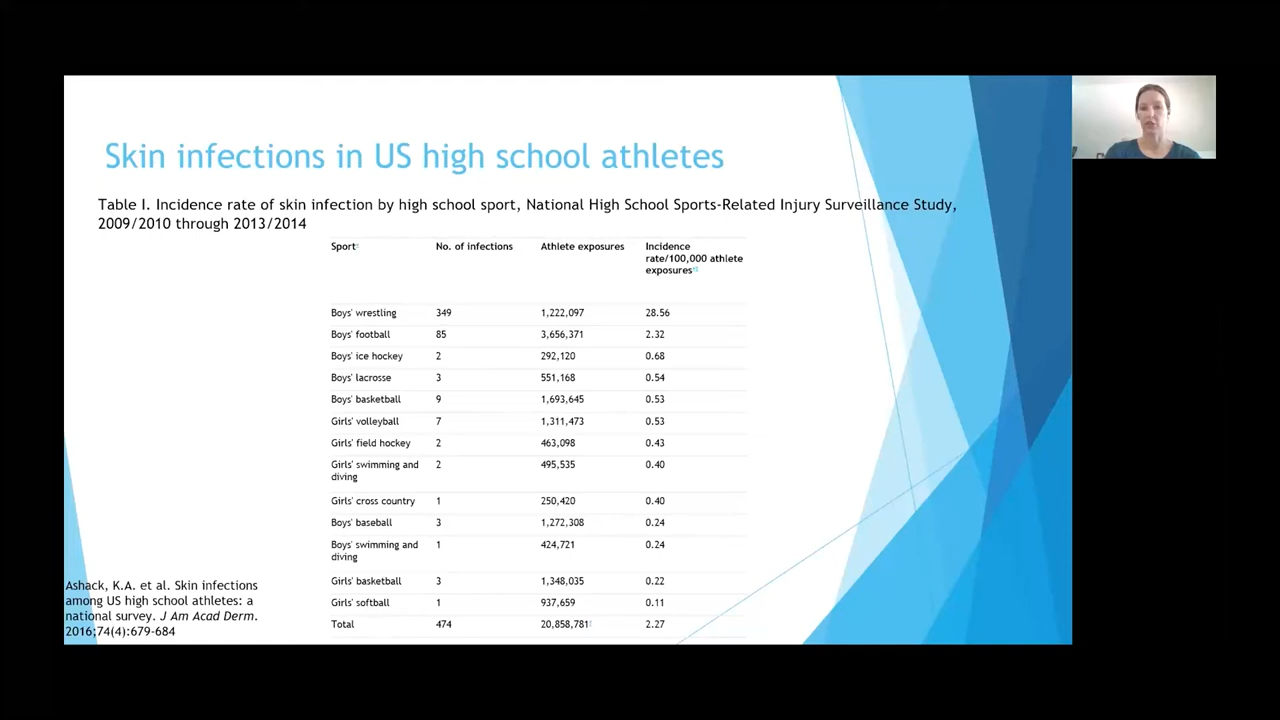 Skin infections in US high school athletes
Table I. Incidence rate of skin infection by high school sport, National High School Sports-Related Injury Surveillance Study,
2009/2010 through 2013/2014
Sport No. of infections Athlete exposures Incidence
rate/100,000 athlete
exposures
Boys' wrestling 349 1,222,097 28.56
Boys' football 85 3,656,371 2.32
Boys' ice hockey 2 292,120 0.68
Boys' lacrosse 3 551,168 0.54
Boys' basketball 9 1,693,645 0.53
Girls' volleyball 7 1,311,473 0.53
Girls' field hockey 2 463,098 0.43
Girls' swimming and 2 495,535 0.40
diving
Girls' cross country 1 250,420 0.40
Boys' baseball 3 1,272,308 0.24
Boys' swimming and 1 424,721 0.24
diving
Girls' basketball 3 1,348,035 0.22
Girls' softball 1 937,659 0.11
Total 474 20,858,781 2.27
Ashack, K.A. et al. Skin infections
among US high school athletes: a
national survey. J Am Acad Derm.
2016;74(4):679-684